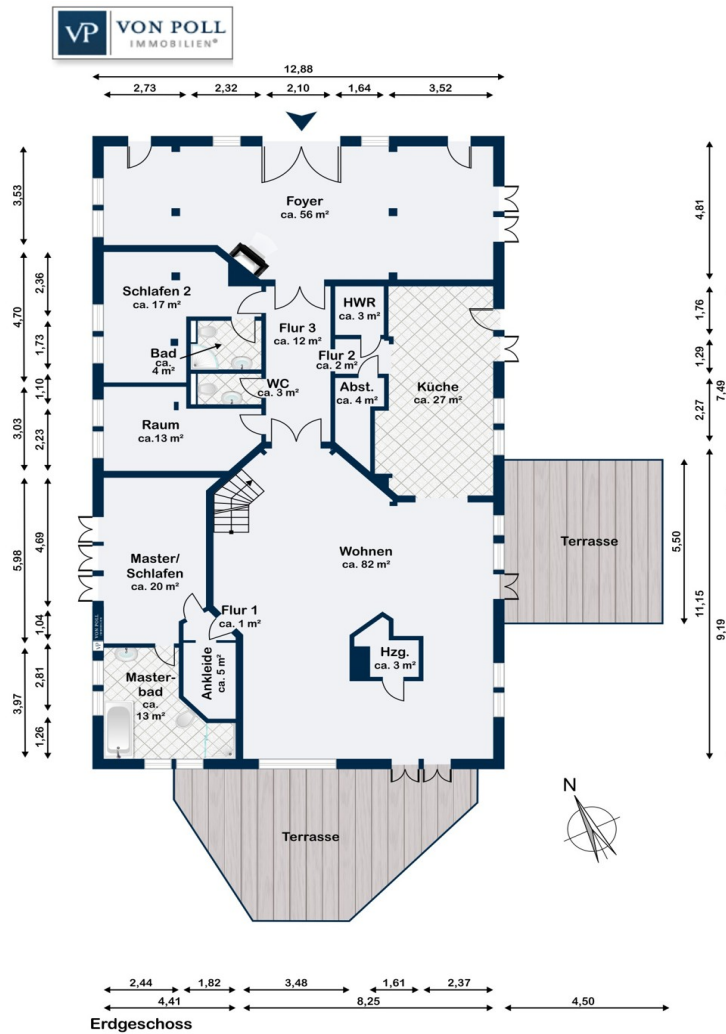 VP VON POLL
IMMOBILIEN®
12,88
2,73 2,32 2,10 1,64 3,52
3,53
4,70
2,36
1,73
1,10
3,03
2,23
5,98
4,69
1,04
3,97
2,81
1,26
Foyer
ca. 56 m²
Schlafen 2
ca. 17 m²
Bad
ca.
4 m²
Flur 3
ca. 12 m²
HWR
ca. 3 m²
Flur 2
ca. 2 m²
WC
ca. 3 m²
Abst.
ca. 4 m²
Küche
ca. 27 m²
Raum
ca.13 m²
Master/
Schlafen
ca. 20 m²
Wohnen
ca. 82 m²
Flur 1
ca. 1 m²
Hzg.
ca. 3 m²
Ankleide
ca. 5 m²
Master-
bad
ca.
13 m²
VP VON POLL
Terrasse
Terrasse
4,81
1,76
1,29
7,49
2,27
5,50
11,15
9,19
N
2,44 1,82 3,48 1,61 2,37
4,41 8,25 4,50
Erdgeschoss